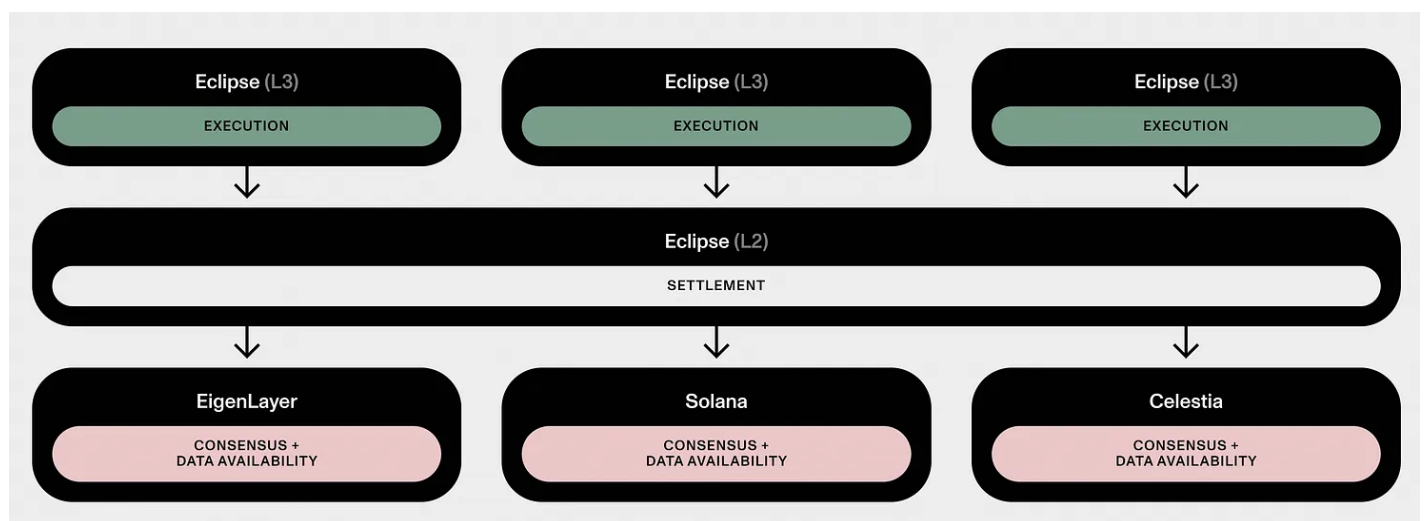 Eclipse (L3)
EXECUTION
Eclipse (L3)
EXECUTION
Eclipse (L3)
EXECUTION
Eclipse (L2)
SETTLEMENT
EigenLayer
CONSENSUS +
DATA AVAILABILITY
Solana
CONSENSUS +
DATA AVAILABILITY
Celestia
CONSENSUS +
DATA AVAILABILITY